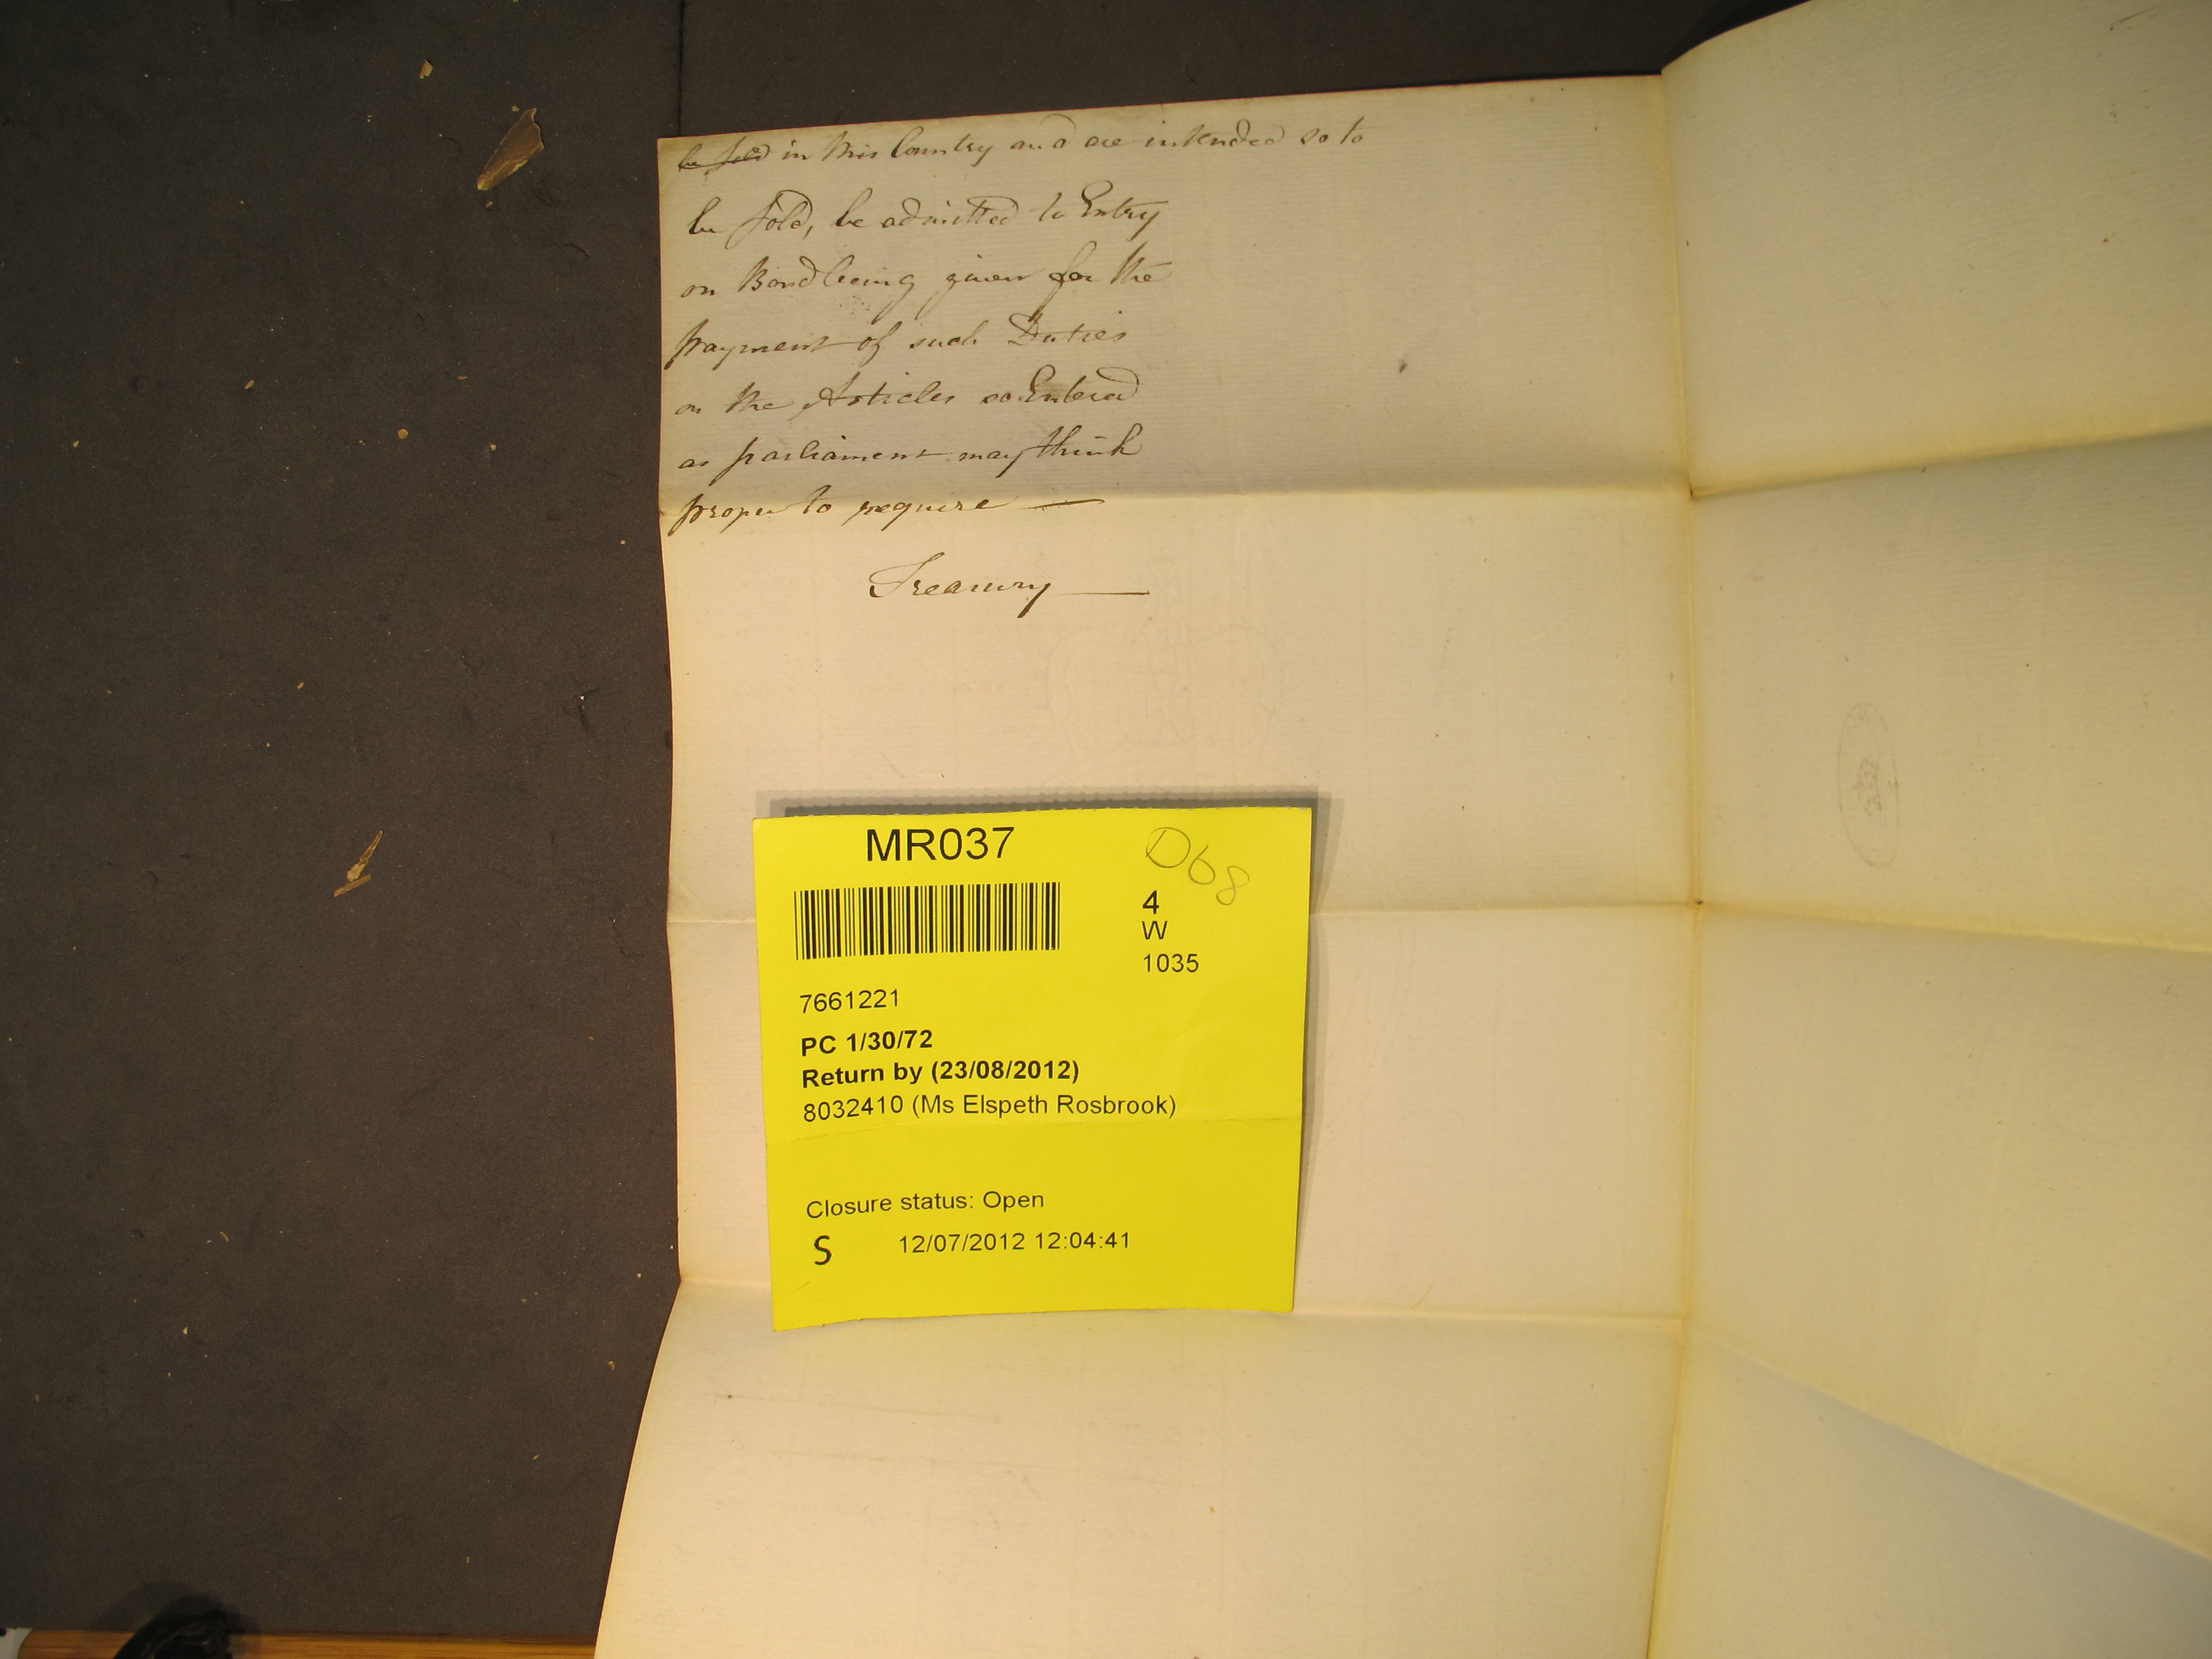 be sold in this Country and are intended so to
be sold, be admitted to Entry
on Bond being given for the
payment of such Duties
on the Articles so Entered
as parliament may think
proper to require —
Treasury —
MR037
D68
4
W
1035
7661221
PC 1/30/72
Return by (23/08/2012)
8032410 (Ms Elspeth Rosbrook)
Closure status: Open
S 12/07/2012 12:04:41